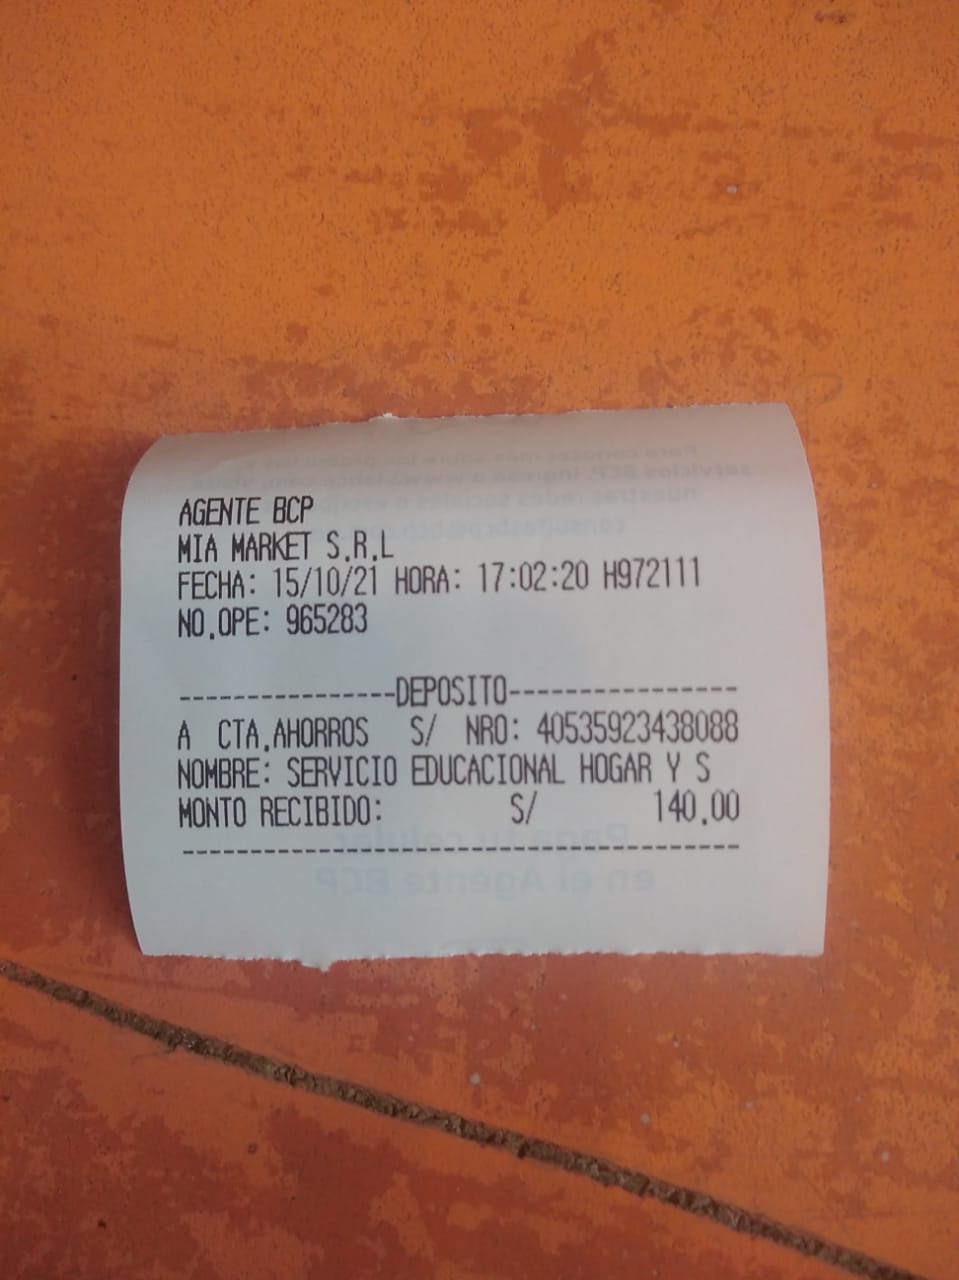 AGENTE BCP
MIA MARKET S.R.L
FECHA: 15/10/21 HORA: 17:02:20 H972111
NO.OPE: 965283
---------------DEPOSITO----------------
A CTA.AHORROS S/ NRO: 40535923438088
NOMBRE: SERVICIO EDUCACIONAL HOGAR Y S
MONTO RECIBIDO: S/ 140.00
---------------------------------------